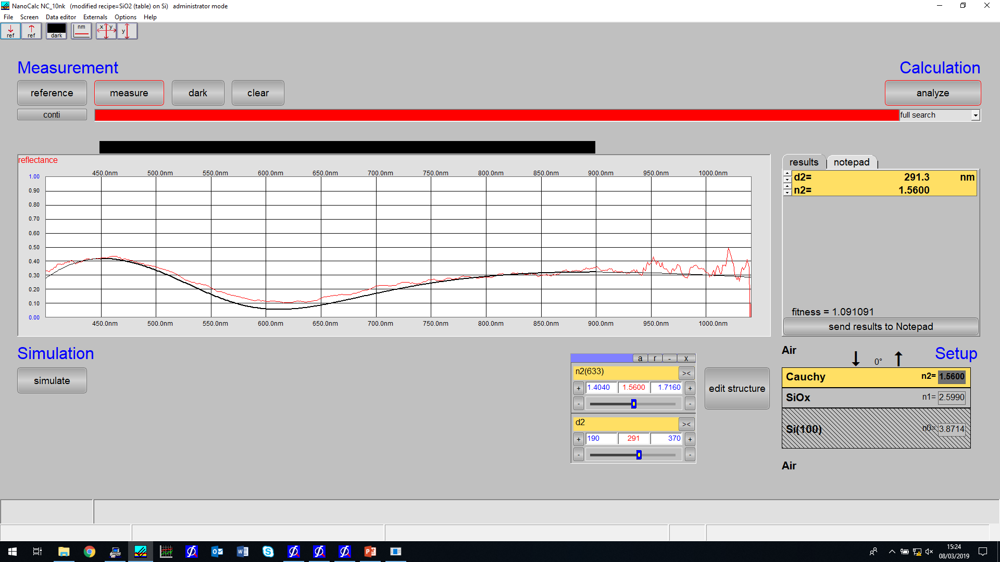 NanoCalc NC_10nk (modified recipe=SiO2 (table) on Si) administrator mode
File Screen Data editor Externals Options Help
ref ref dark nm x y y
Measurement
Calculation
reference measure dark clear
analyze
conti
full search
reflectance
450.0nm 500.0nm 550.0nm 600.0nm 650.0nm 700.0nm 750.0nm 800.0nm 850.0nm 900.0nm 950.0nm 1000.0nm
1.00
0.90
0.80
0.70
0.60
0.50
0.40
0.30
0.20
0.10
0.00
450.0nm 500.0nm 550.0nm 600.0nm 650.0nm 700.0nm 750.0nm 800.0nm 850.0nm 900.0nm 950.0nm 1000.0nm
results notepad
d2= 291.3 nm
n2= 1.5600
fitness = 1.091091
send results to Notepad
Simulation
simulate
a r - x
n2(633) ><
+ 1.4040 1.5600 1.7160 +
- -
d2 ><
+ 190 291 370 +
- -
edit structure
Air
0°
Setup
Cauchy n2= 1.5600
SiOx n1= 2.5990
Si(100) n0= 3.8714
Air
15:24
08/03/2019